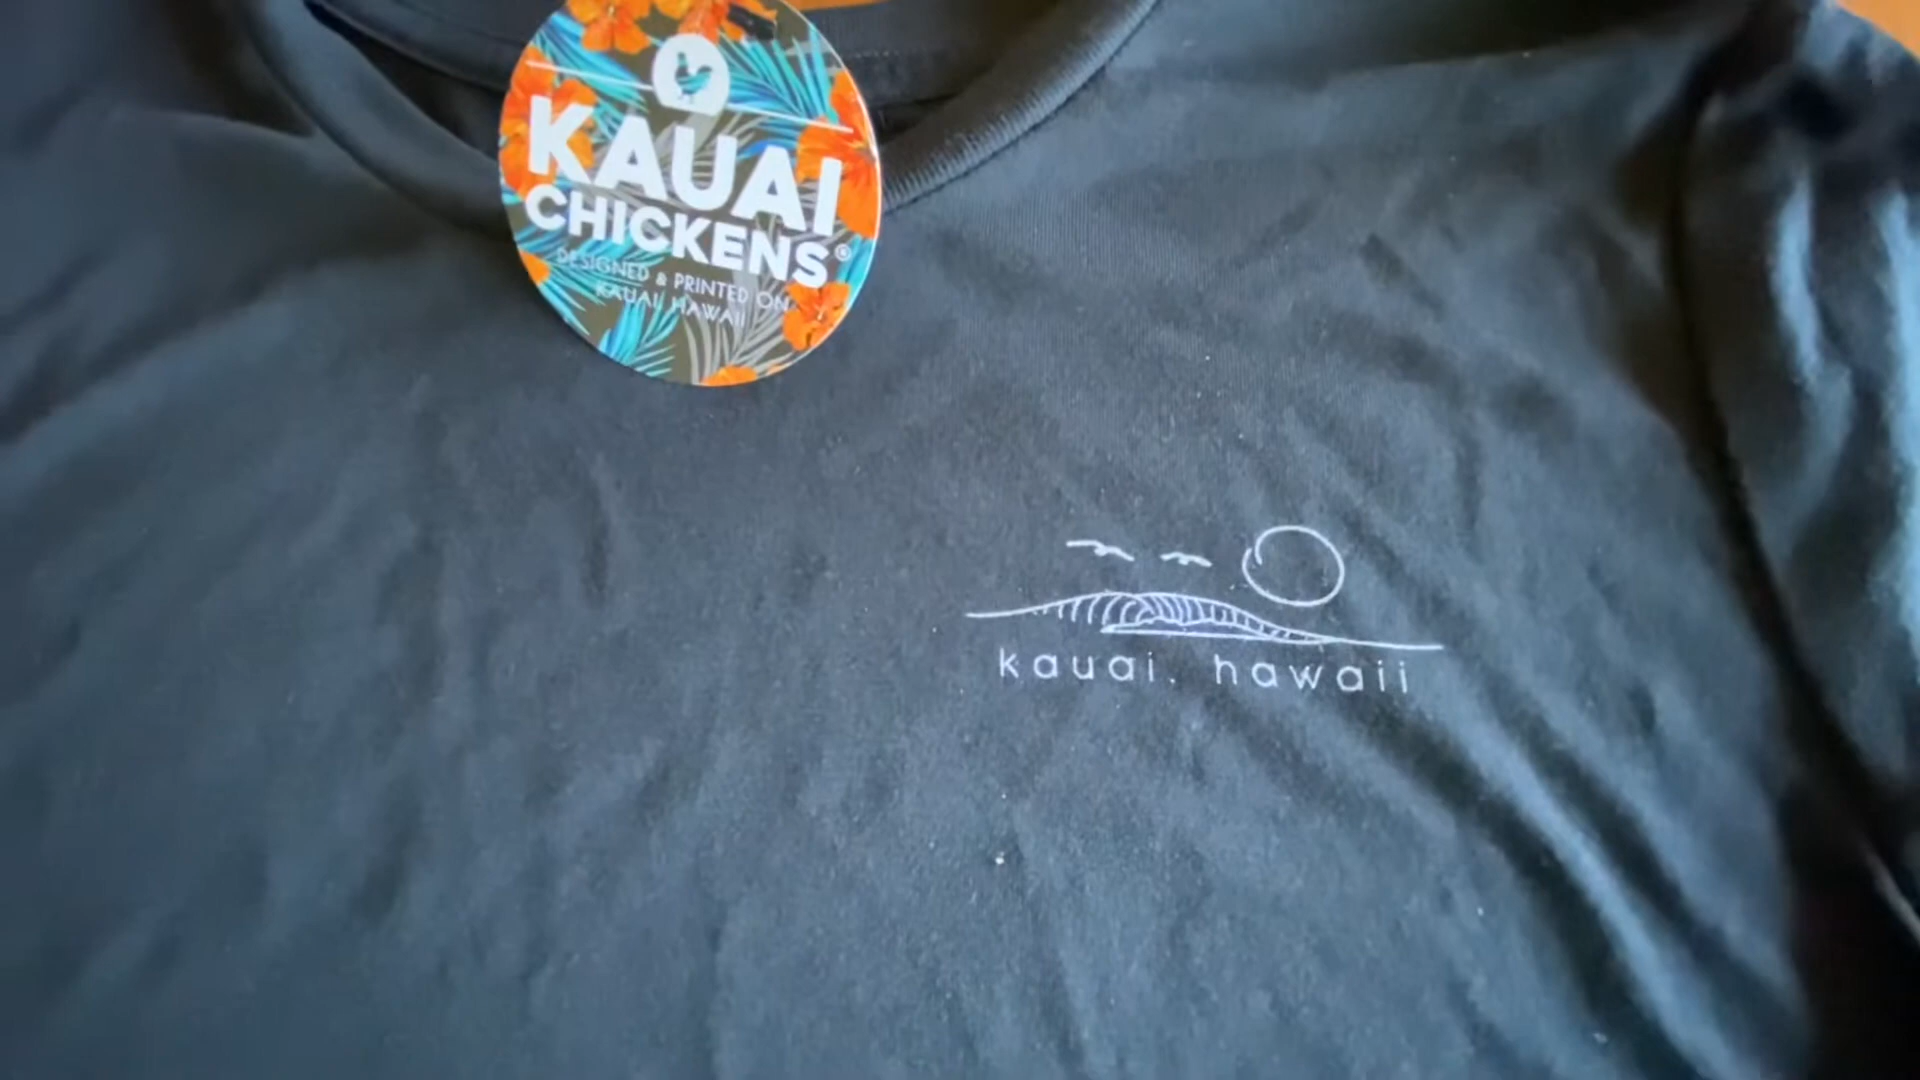 KAUAI
CHICKENS®
DESIGNED & PRINTED ON
KAUAI, HAWAII
kauai. hawaii